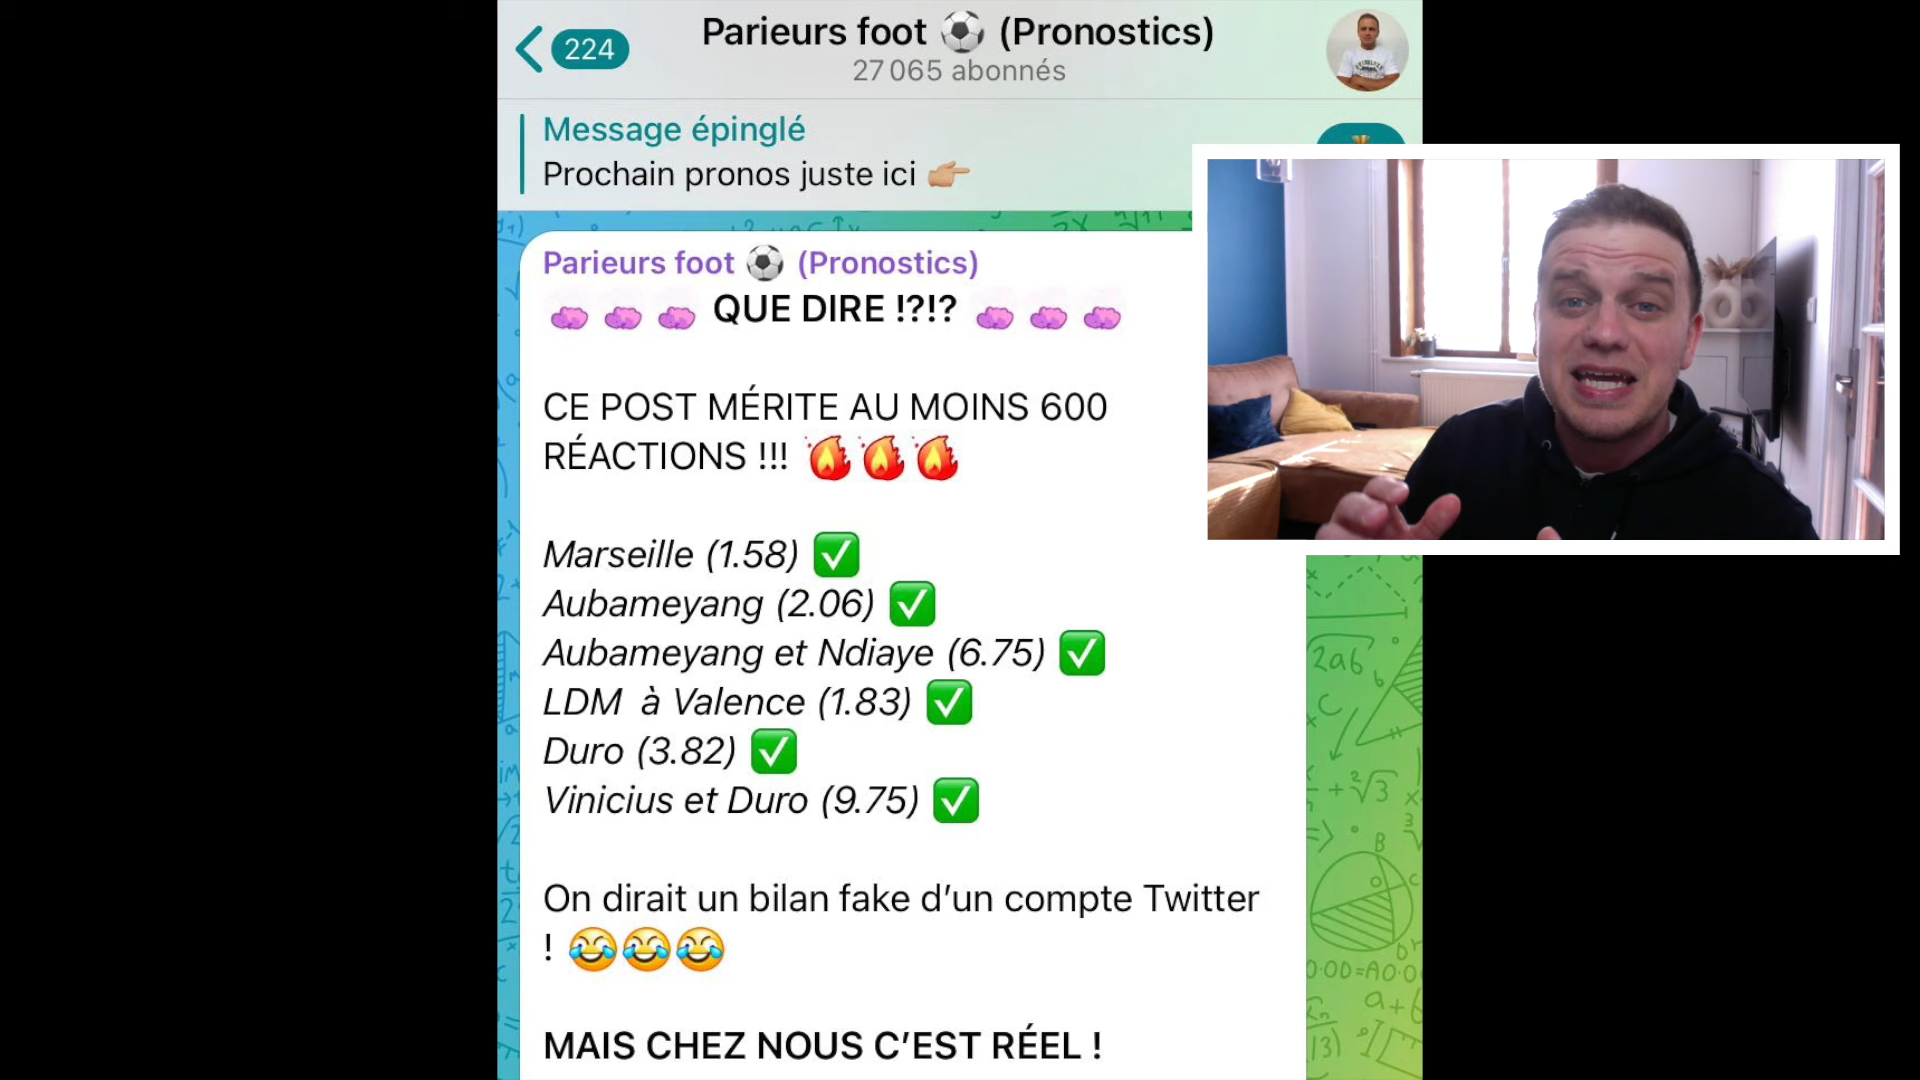 224
Parieurs foot ⚽ (Pronostics)
27 065 abonnés
Message épinglé
Prochain pronos juste ici 👉🏼
Parieurs foot ⚽ (Pronostics)
QUE DIRE !?!?
CE POST MÉRITE AU MOINS 600
RÉACTIONS !!! 🔥🔥🔥
Marseille (1.58) ✅
Aubameyang (2.06) ✅
Aubameyang et Ndiaye (6.75) ✅
LDM à Valence (1.83) ✅
Duro (3.82) ✅
Vinicius et Duro (9.75) ✅
On dirait un bilan fake d’un compte Twitter
! 😂😂😂
MAIS CHEZ NOUS C’EST RÉEL !